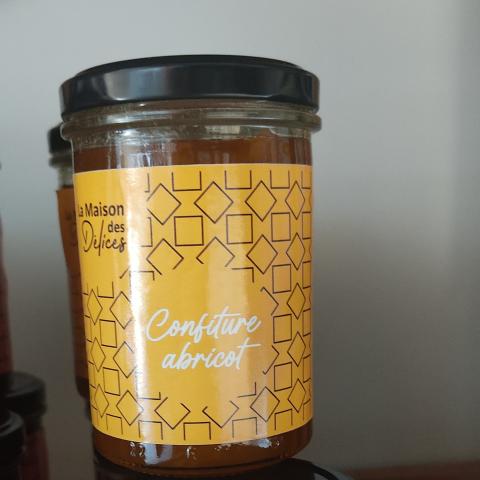 La Maison
des
Délices
Confiture
abricot